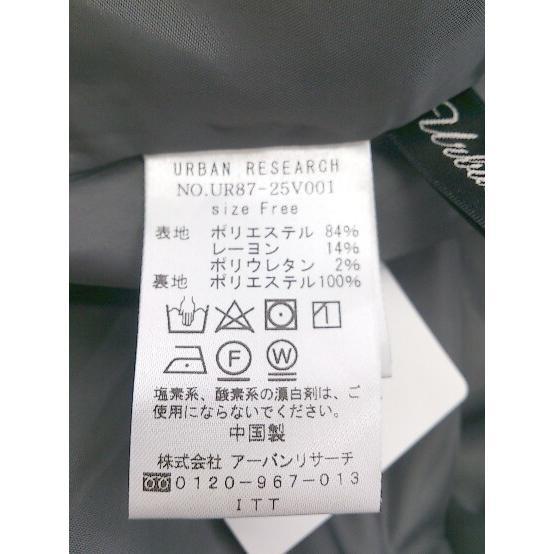 URBAN RESEARCH
NO.UR87-25V001
size Free
表地 ポリエステル 84%
レーヨン 14%
ポリウレタン 2%
裏地 ポリエステル100%
F W
塩素系、酸素系の漂白剤は、ご
使用にならないでください。
中国製
株式会社 アーバンリサーチ
0120-967-013
ITT